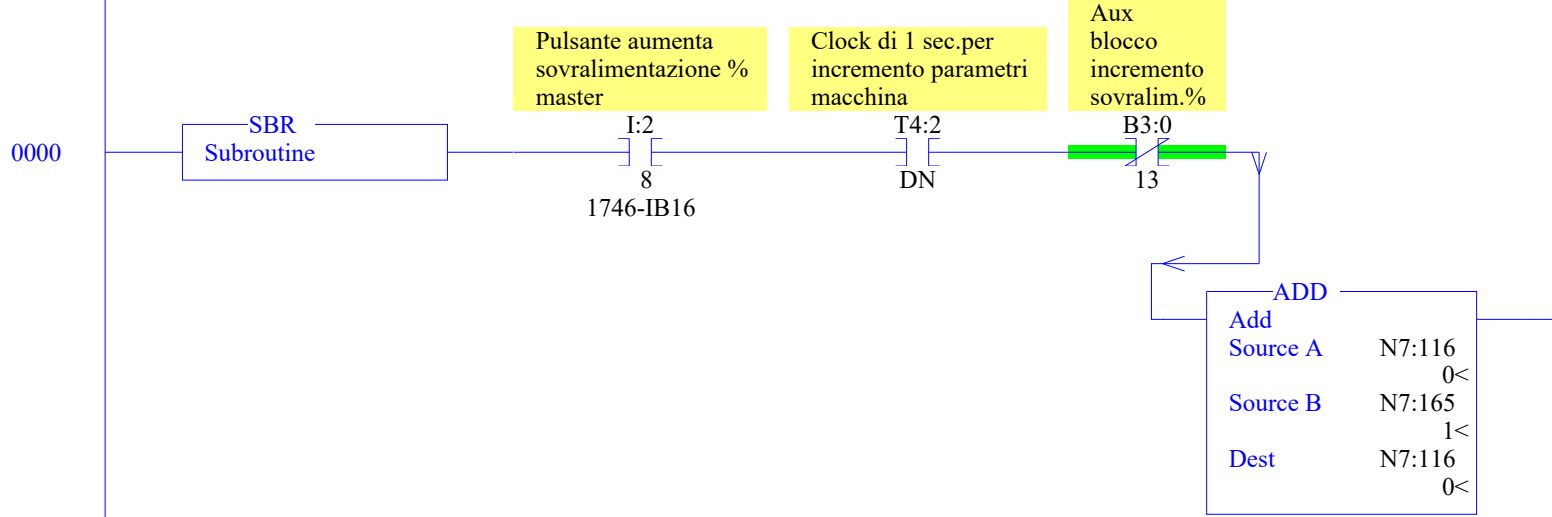 Pulsante aumenta
sovralimentazione %
master
Clock di 1 sec.per
incremento parametri
macchina
Aux
blocco
incremento
sovralim.%
SBR
I:2
T4:2
B3:0
0000
Subroutine
8
DN
13
1746-IB16
ADD
Add
Source A N7:116
0<
Source B N7:165
1<
Dest N7:116
0<